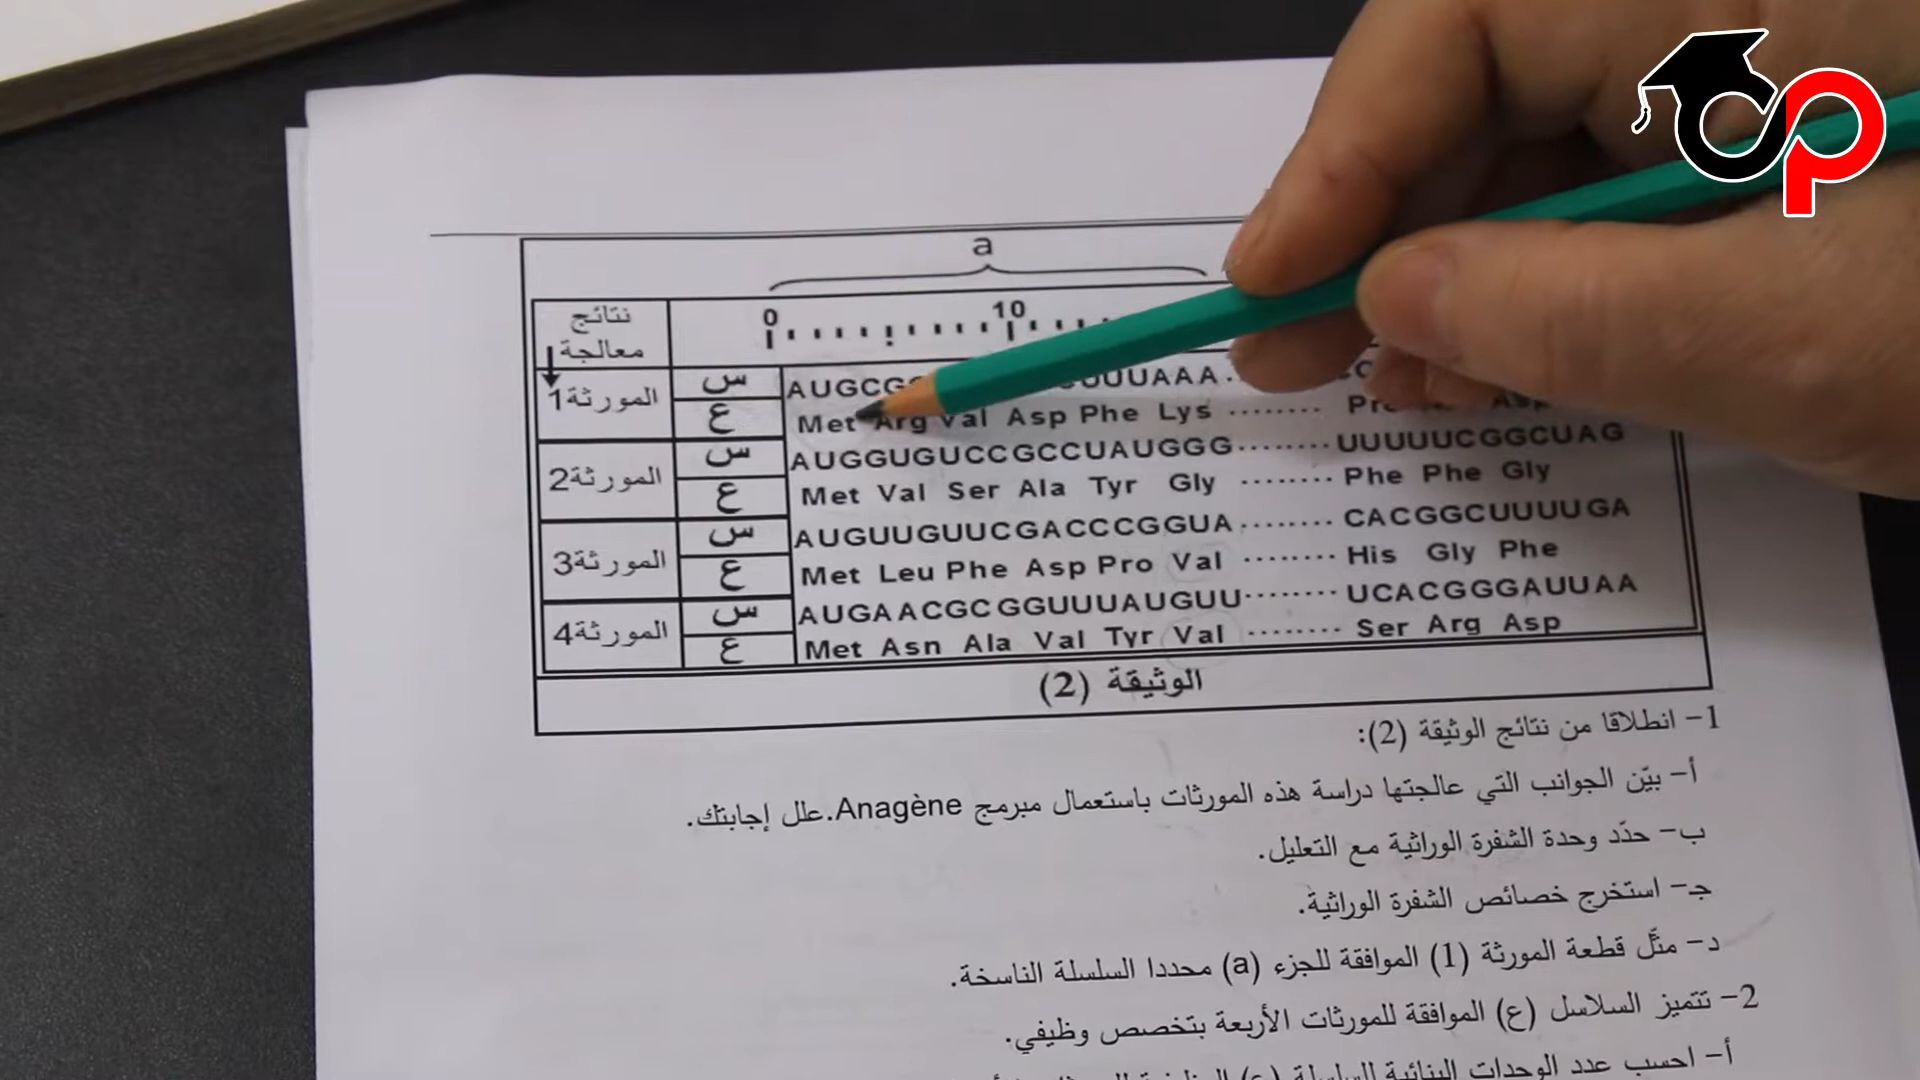 a
0 10
نتائج
معالجة
المورثة1 س AUGCG UUUAAA
ع Met Arg Val Asp Phe Lys ........
المورثة2 س AUGGUGUCCGCCUAUGGG........UUUUUCGGCUAG
ع Met Val Ser Ala Tyr Gly ........ Phe Phe Gly
المورثة3 س AUGUUGUUCGACCCGGUA........CACGGCUUUUGA
ع Met Leu Phe Asp Pro Val ........ His Gly Phe
المورثة4 س AUGAACGCGGUUUAUGUU........UCACGGGAUUAA
ع Met Asn Ala Val Tyr Val ........ Ser Arg Asp
الوثيقة (2)
1- انطلاقا من نتائج الوثيقة (2):
أ- بيّن الجوانب التي عالجتها دراسة هذه المورثات باستعمال مبرمج Anagène.علل إجابتك.
ب- حدّد وحدة الشفرة الوراثية مع التعليل.
جـ- استخرج خصائص الشفرة الوراثية.
د- مثّل قطعة المورثة (1) الموافقة للجزء (a) محددا السلسلة الناسخة.
2- تتميز السلاسل (ع) الموافقة للمورثات الأربعة بتخصص وظيفي.
أ- احسب عدد الوحدات البنائية للسلسلة (ع)